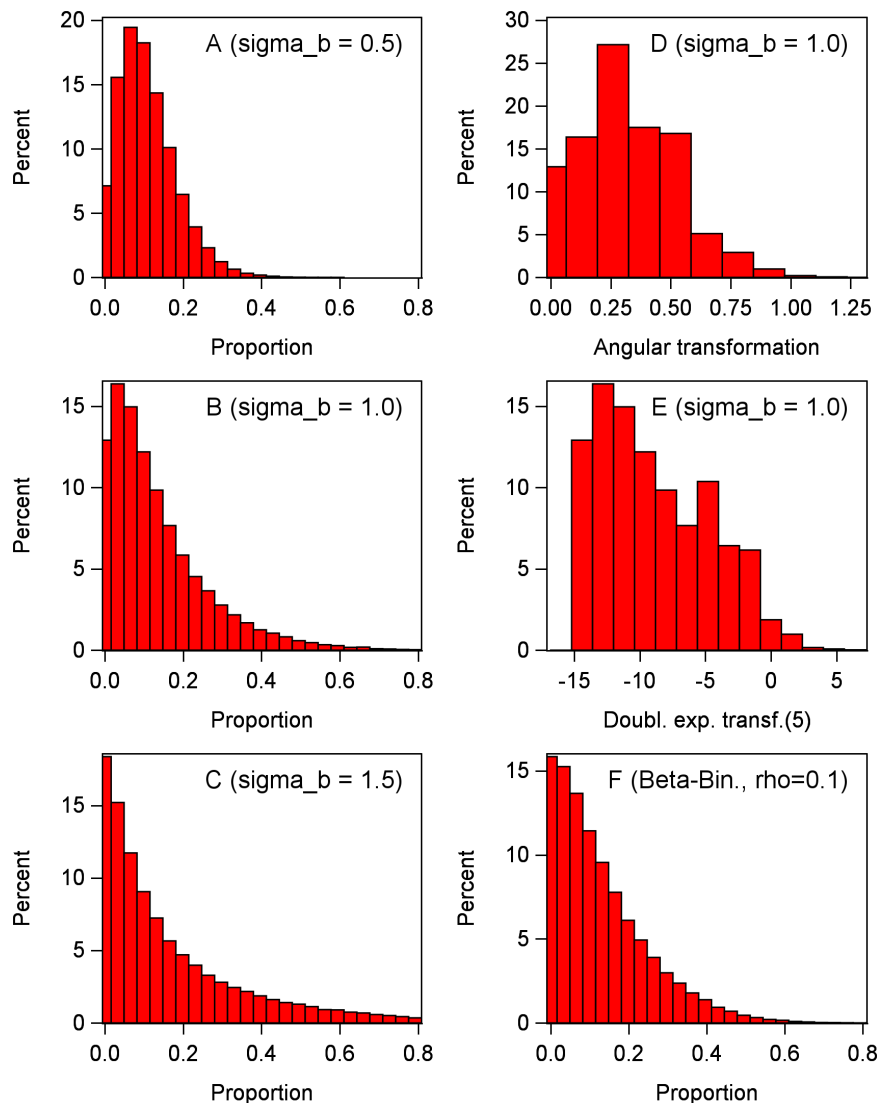 A (sigma_b = 0.5)
Percent
20
15
10
5
0
0.0 0.2 0.4 0.6 0.8
Proportion
D (sigma_b = 1.0)
Percent
30
25
20
15
10
5
0
0.00 0.25 0.50 0.75 1.00 1.25
Angular transformation
B (sigma_b = 1.0)
Percent
15
10
5
0
0.0 0.2 0.4 0.6 0.8
Proportion
E (sigma_b = 1.0)
Percent
15
10
5
0
-15 -10 -5 0 5
Doubl. exp. transf.(5)
C (sigma_b = 1.5)
Percent
15
10
5
0
0.0 0.2 0.4 0.6 0.8
Proportion
F (Beta-Bin., rho=0.1)
Percent
15
10
5
0
0.0 0.2 0.4 0.6 0.8
Proportion